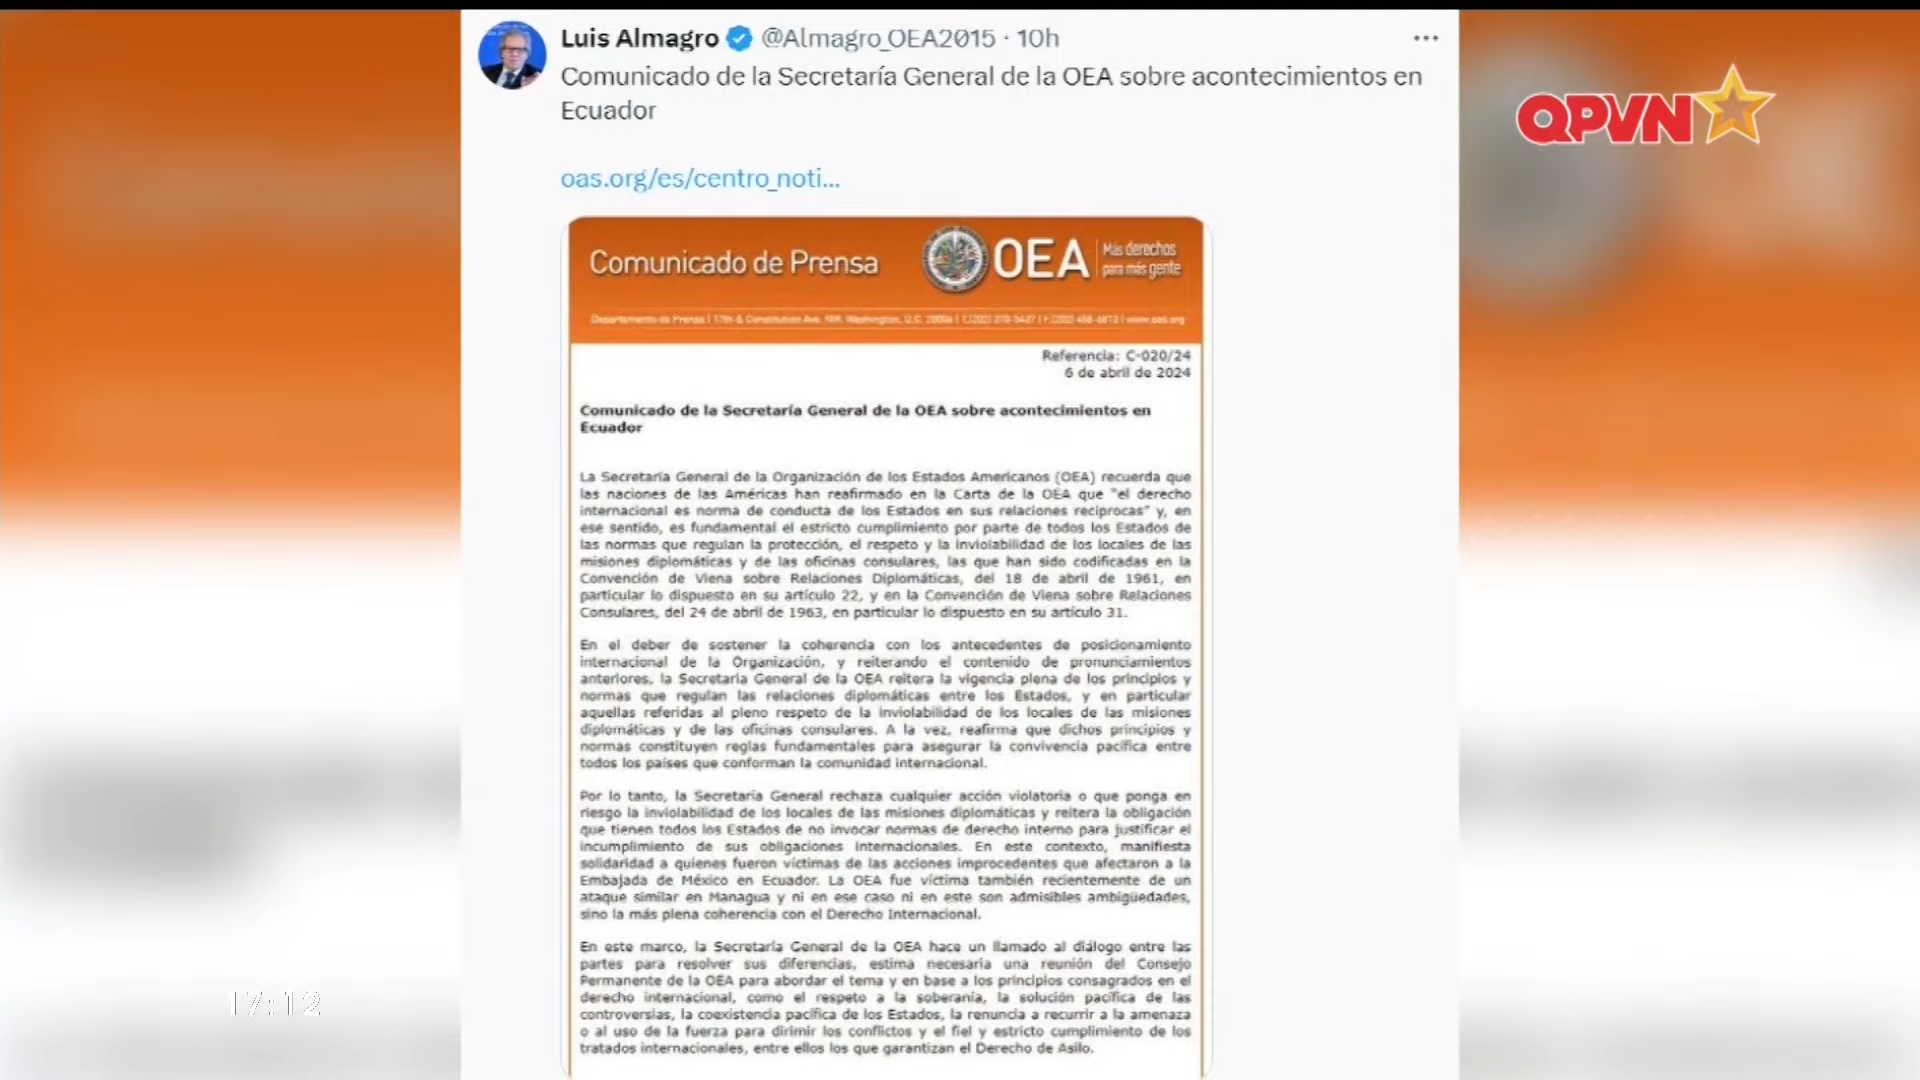 Luis Almagro @Almagro_OEA2015 · 10h
Comunicado de la Secretaría General de la OEA sobre acontecimientos en
Ecuador
oas.org/es/centro_noti...
QPVN
Comunicado de Prensa
OEA
Más derechos
para más gente
Departamento de Prensa | 17th & Constitution Ave. NW. Washington, D.C.
Referencia: C-020/24
6 de abril de 2024
Comunicado de la Secretaría General de la OEA sobre acontecimientos en
Ecuador
La Secretaría General de la Organización de los Estados Americanos (OEA) recuerda que
las naciones de las Américas han reafirmado en la Carta de la OEA que "el derecho
internacional es norma de conducta de los Estados en sus relaciones recíprocas" y, en
ese sentido, es fundamental el estricto cumplimiento por parte de todos los Estados de
las normas que regulan la protección, el respeto y la inviolabilidad de los locales de las
misiones diplomáticas y de las oficinas consulares, las que han sido codificadas en la
Convención de Viena sobre Relaciones Diplomáticas, del 18 de abril de 1961, en
particular lo dispuesto en su artículo 22, y en la Convención de Viena sobre Relaciones
Consulares, del 24 de abril de 1963, en particular lo dispuesto en su artículo 31.
En el deber de sostener la coherencia con los antecedentes de posicionamiento
internacional de la Organización, y reiterando el contenido de pronunciamientos
anteriores, la Secretaría General de la OEA reitera la vigencia plena de los principios y
normas que regulan las relaciones diplomáticas entre los Estados, y en particular
aquellas referidas al pleno respeto de la inviolabilidad de los locales de las misiones
diplomáticas y de las oficinas consulares. A la vez, reafirma que dichos principios y
normas constituyen reglas fundamentales para asegurar la convivencia pacífica entre
todos los países que conforman la comunidad internacional.
Por lo tanto, la Secretaría General rechaza cualquier acción violatoria o que ponga en
riesgo la inviolabilidad de los locales de las misiones diplomáticas y reitera la obligación
que tienen todos los Estados de no invocar normas de derecho interno para justificar el
incumplimiento de sus obligaciones internacionales. En este contexto, manifiesta
solidaridad a quienes fueron víctimas de las acciones improcedentes que afectaron a la
Embajada de México en Ecuador. La OEA fue víctima también recientemente de un
ataque similar en Managua y ni en ese caso ni en este son admisibles ambigüedades,
sino la más plena coherencia con el Derecho Internacional.
En este marco, la Secretaría General de la OEA hace un llamado al diálogo entre las
partes para resolver sus diferencias, estima necesaria una reunión del Consejo
Permanente de la OEA para abordar el tema y en base a los principios consagrados en el
derecho internacional, como el respeto a la soberanía, la solución pacífica de las
controversias, la coexistencia pacífica de los Estados, la renuncia a recurrir a la amenaza
o al uso de la fuerza para dirimir los conflictos y el fiel y estricto cumplimiento de los
tratados internacionales, entre ellos los que garantizan el Derecho de Asilo.
17:12